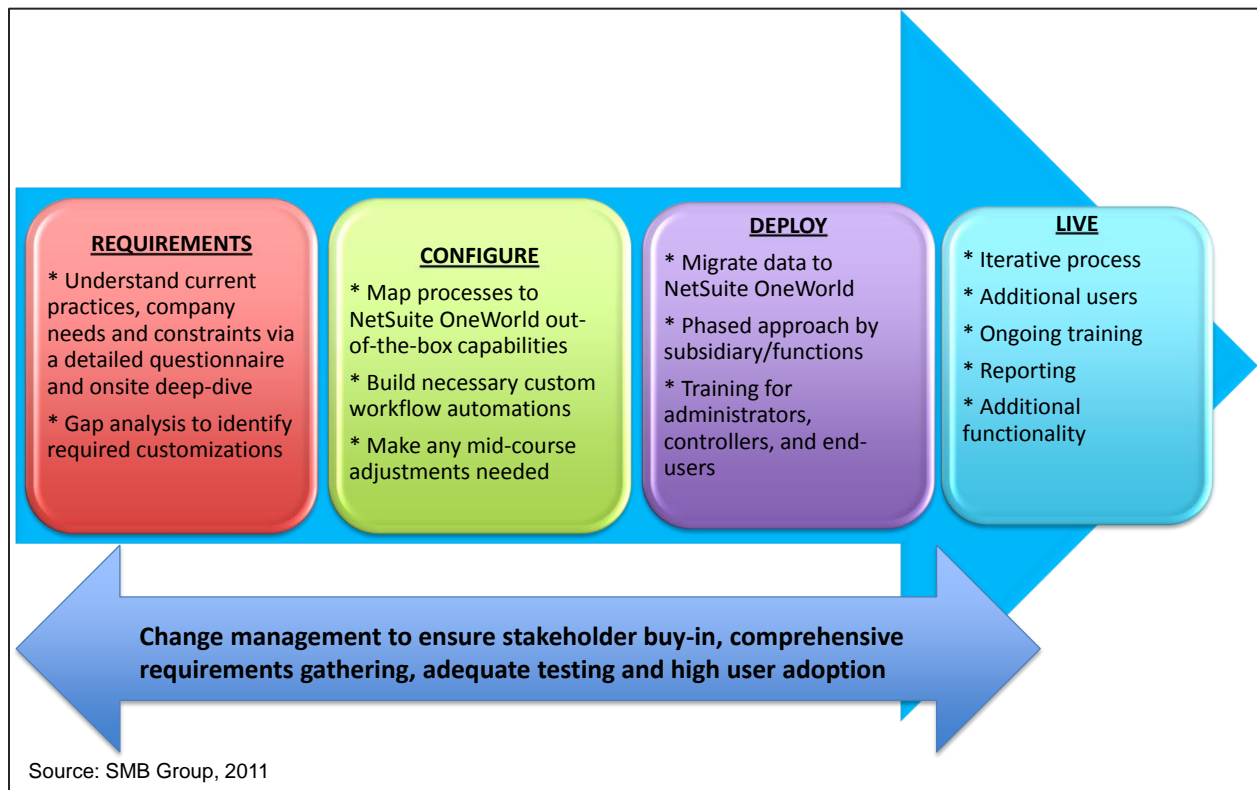 REQUIREMENTS
* Understand current
practices, company
needs and constraints via
a detailed questionnaire
and onsite deep-dive
* Gap analysis to identify
required customizations
CONFIGURE
* Map processes to
NetSuite OneWorld out-
of-the-box capabilities
* Build necessary custom
workflow automations
* Make any mid-course
adjustments needed
DEPLOY
* Migrate data to
NetSuite OneWorld
* Phased approach by
subsidiary/functions
* Training for
administrators,
controllers, and end-
users
LIVE
* Iterative process
* Additional users
* Ongoing training
* Reporting
* Additional
functionality
Change management to ensure stakeholder buy-in, comprehensive
requirements gathering, adequate testing and high user adoption
Source: SMB Group, 2011